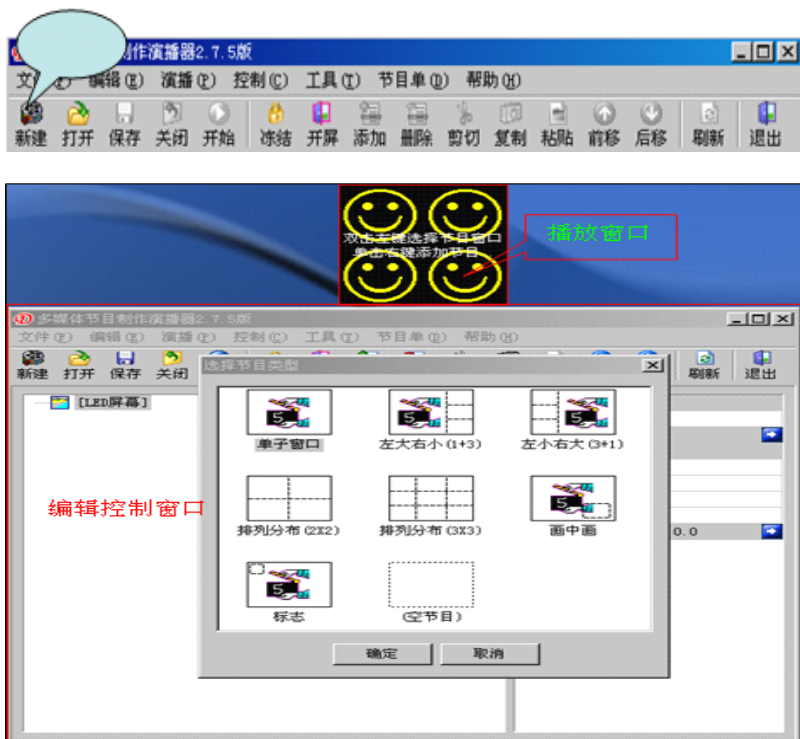 制作演播器2.7.5版
文件(F) 编辑(E) 演播(P) 控制(C) 工具(T) 节目单(Q) 帮助(H)
新建 打开 保存 关闭 开始 冻结 开屏 添加 删除 剪切 复制 粘贴 前移 后移 刷新 退出
双击左键选择节目窗口
单击右键添加节目
播放窗口
多媒体节目制作演播器2.7.5版
文件(F) 编辑(E) 演播(P) 控制(C) 工具(T) 节目单(Q) 帮助(H)
新建 打开 保存 关闭 刷新 退出
选择节目类型
[LED屏幕]
单子窗口 左大右小(1+3) 左小右大(3+1)
编辑控制窗口
排列分布(2X2) 排列分布(3X3) 画中画
0.0
标志 (空节目)
确定 取消